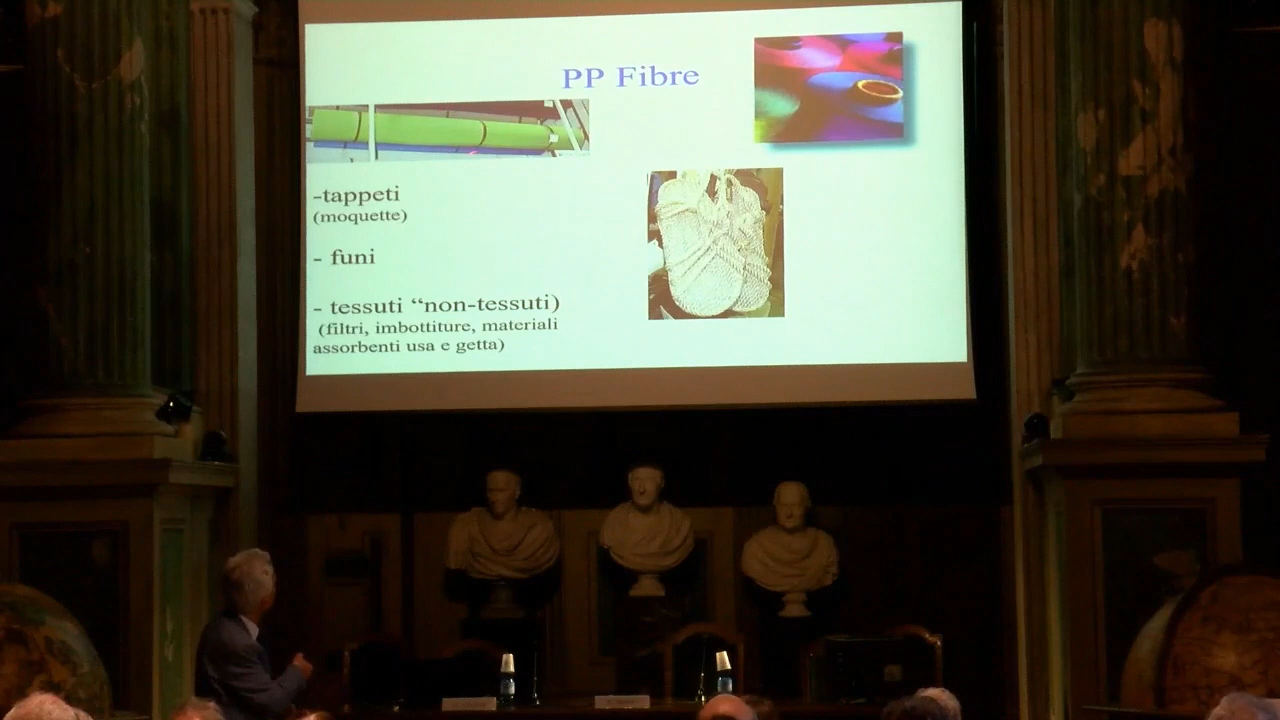 PP Fibre
-tappeti
(moquette)
- funi
- tessuti “non-tessuti)
(filtri, imbottiture, materiali
assorbenti usa e getta)